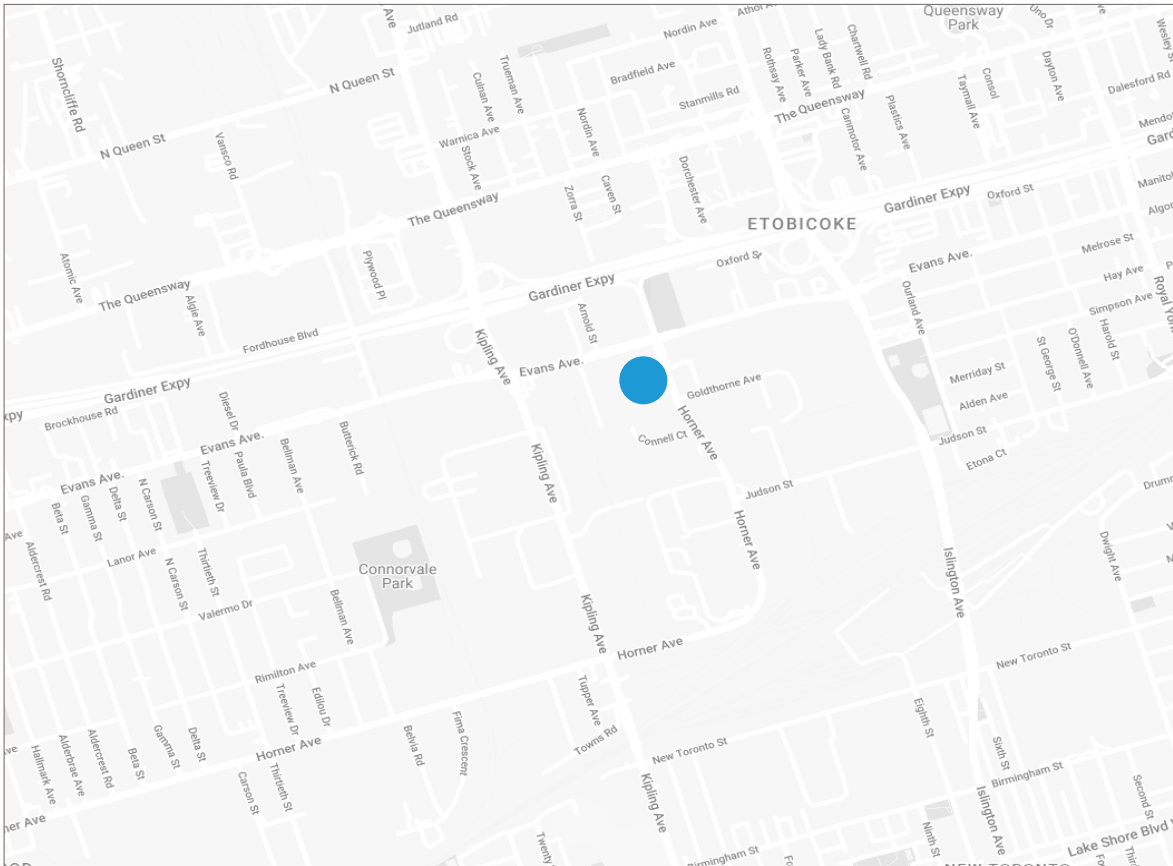 Ave
Jutland Rd
Nordin Ave
Queensway
Park
Uno Dr
Shorncliffe Rd
N Queen St
Culnan Ave
Trueman Ave
Bradfield Ave
Stanmills Rd
Rothsay Ave
Parker Ave
Lady Bank Rd
Chartwell Rd
The Queensway
Taymall Ave
Consol
Dayton Ave
Dalesford Rd
N Queen St
Vansco Rd
Warnica Ave
Stock Ave
Nordin Ave
Canmotor Ave
Plastics Ave
The Queensway
Zorra St
Caven St
Dorchester Ave
Gardiner Expy
Oxford St
ETOBICOKE
Atomic Ave
The Queensway
Algie Ave
Plywood Pl
Gardiner Expy
Evans Ave.
Melrose St
Hay Ave
Simpson Ave
Fordhouse Blvd
Kipling Ave
Arnold St
Evans Ave.
Ourland Ave
St George St
O'Donnell Ave
Harold St
Gardiner Expy
Brockhouse Rd
Diesel Dr
Goldthorne Ave
Merriday St
Alden Ave
Evans Ave.
Bellman Ave
Butterick Rd
Connell Ct
Horner Ave
Judson St
Etona Ct
Evans Ave.
Beta St
Gamma St
Delta St
N Carson St
Treeview Dr
Paula Blvd
Kipling Ave
Judson St
Horner Ave
Ave
Aldercrest Rd
Lanor Ave
N Carson St
Thirtieth St
Connorvale
Park
Islington Ave
Dwight Ave
Valermo Dr
Bellman Ave
Kipling Ave
Horner Ave
Rimilton Ave
Treeview Dr
Edilou Dr
Tupper Ave
New Toronto St
Hallmark Ave
Alderbrae Ave
Aldercrest Rd
Beta St
Gamma St
Delta St
Horner Ave
Belvia Rd
Fima Crescent
Towns Rd
New Toronto St
Eighth St
Sixth St
Carson St
Thirtieth St
Kipling Ave
Birmingham St
Islington Ave
Second St
Ninth St
Lake Shore Blvd
Birmingham St
NEW TORONTO